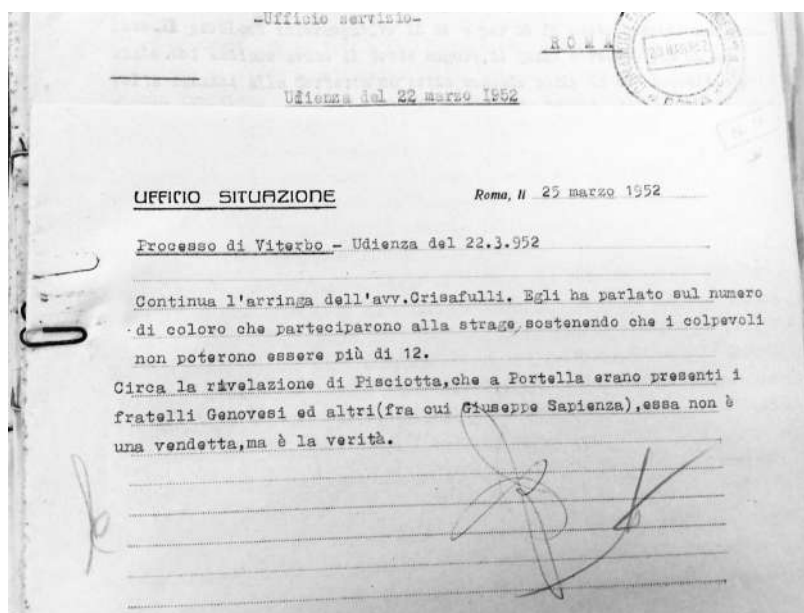 -Ufficio servizio-
ROMA
Udienza del 22 marzo 1952
UFFICIO SITUAZIONE Roma, li 25 marzo 1952
Processo di Viterbo - Udienza del 22.3.952
Continua l'arringa dell'avv.Crisafulli. Egli ha parlato sul numero
di coloro che parteciparono alla strage, sostenendo che i colpevoli
non poterono essere più di 12.
Circa la rivelazione di Pisciotta,che a Portella erano presenti i
fratelli Genovesi ed altri(fra cui Giuseppe Sapienza),essa non è
una vendetta,ma è la verità.